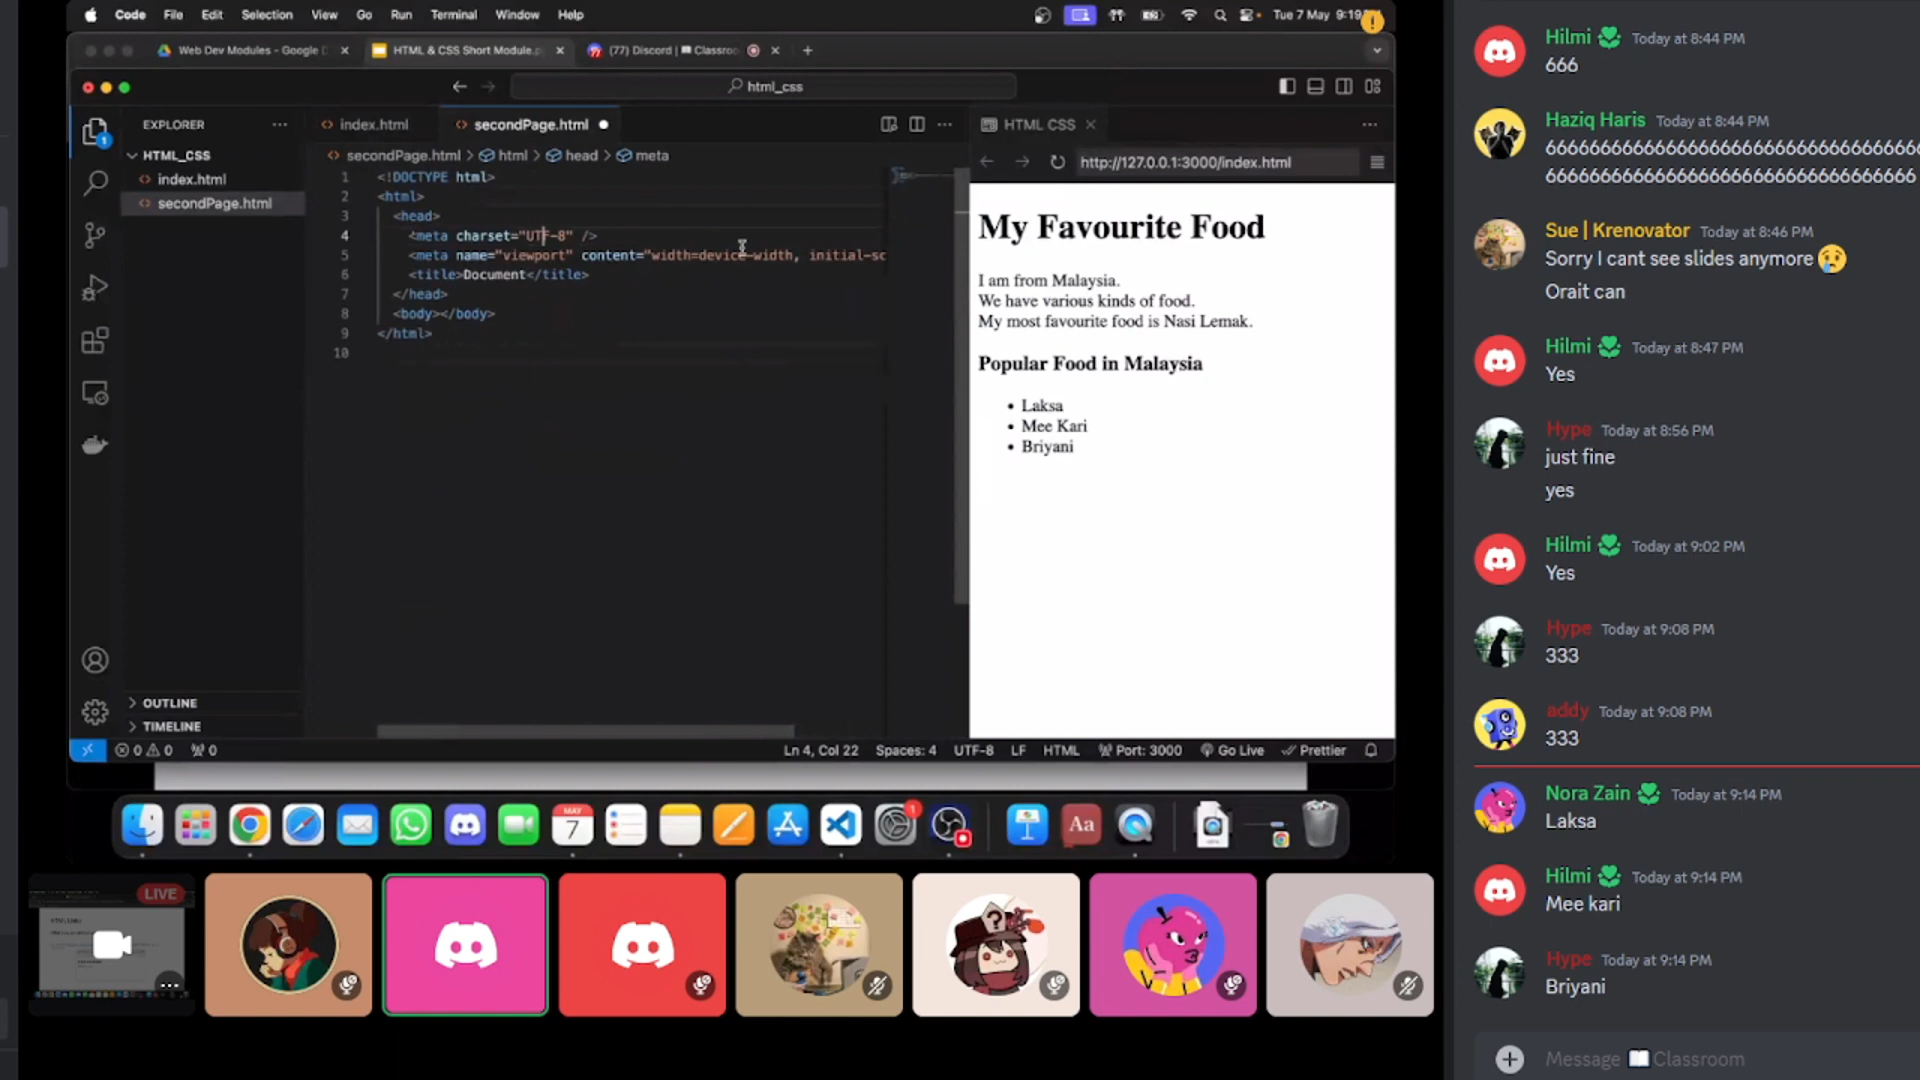 Code File Edit Selection View Go Run Terminal Window Help
Tue 7 May 9:19
Web Dev Modules - Google D
HTML & CSS Short Module.p
(77) Discord | Classroo
html_css
EXPLORER
HTML_CSS
index.html
secondPage.html
OUTLINE
TIMELINE
index.html
secondPage.html
secondPage.html > html > head > meta
1 <!DOCTYPE html>
2 <html>
3 <head>
4 <meta charset="UTF-8" />
5 <meta name="viewport" content="width=device-width, initial-sc
6 <title>Document</title>
7 </head>
8 <body></body>
9 </html>
10
HTML CSS
http://127.0.0.1:3000/index.html
My Favourite Food
I am from Malaysia.
We have various kinds of food.
My most favourite food is Nasi Lemak.
Popular Food in Malaysia
• Laksa
• Mee Kari
• Briyani
0 0 0 Ln 4, Col 22 Spaces: 4 UTF-8 LF HTML Port: 3000 Go Live Prettier
MAY
7
1
Aa
LIVE
Hilmi Today at 8:44 PM
666
Haziq Haris Today at 8:44 PM
Sue | Krenovator Today at 8:46 PM
Sorry I cant see slides anymore 😢
Orait can
Hilmi Today at 8:47 PM
Yes
Hype Today at 8:56 PM
just fine
yes
Hilmi Today at 9:02 PM
Yes
Hype Today at 9:08 PM
333
addy Today at 9:08 PM
333
Nora Zain Today at 9:14 PM
Laksa
Hilmi Today at 9:14 PM
Mee kari
Hype Today at 9:14 PM
Briyani
Message Classroom